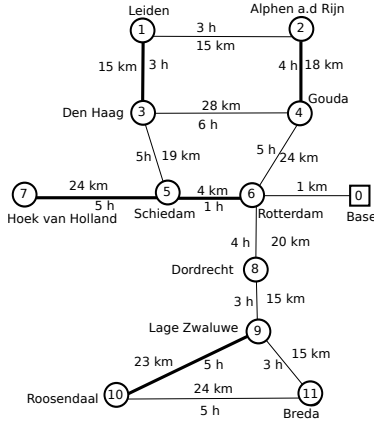 Leiden
Alphen a.d Rijn
1
3 h
2
15 km
15 km
3 h
4 h
18 km
Den Haag
3
28 km
4
Gouda
6 h
5h
19 km
5 h
24 km
7
24 km
5
4 km
6
1 km
0
5 h
1 h
Hoek van Holland
Schiedam
Rotterdam
Base
4 h
20 km
Dordrecht
8
3 h
15 km
Lage Zwaluwe
9
23 km
5 h
3 h
15 km
Roosendaal
10
24 km
11
5 h
Breda